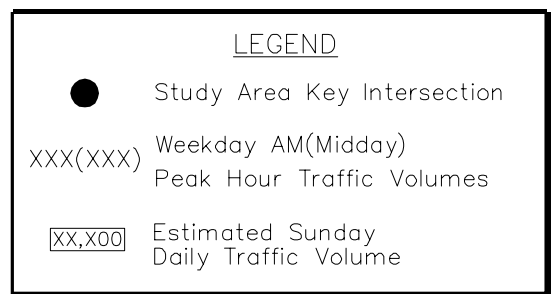 LEGEND
Study Area Key Intersection
XXX(XXX) Weekday AM(Midday)
Peak Hour Traffic Volumes
XX,X00 Estimated Sunday
Daily Traffic Volume